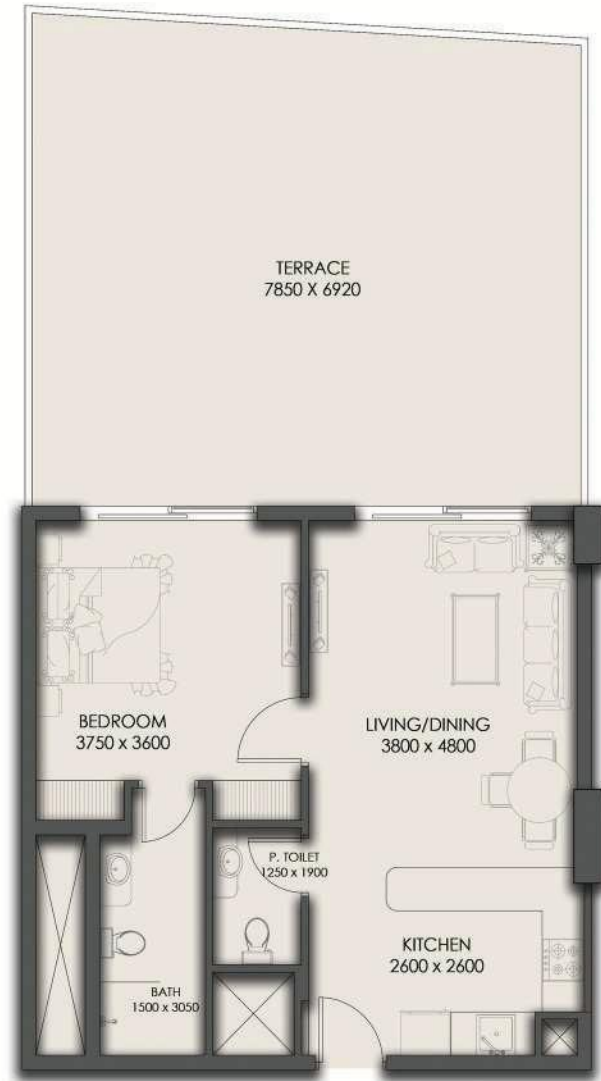 TERRACE
7850 X 6920
BEDROOM
3750 x 3600
LIVING/DINING
3800 x 4800
P. TOILET
1250 x 1900
KITCHEN
2600 x 2600
BATH
1500 x 3050